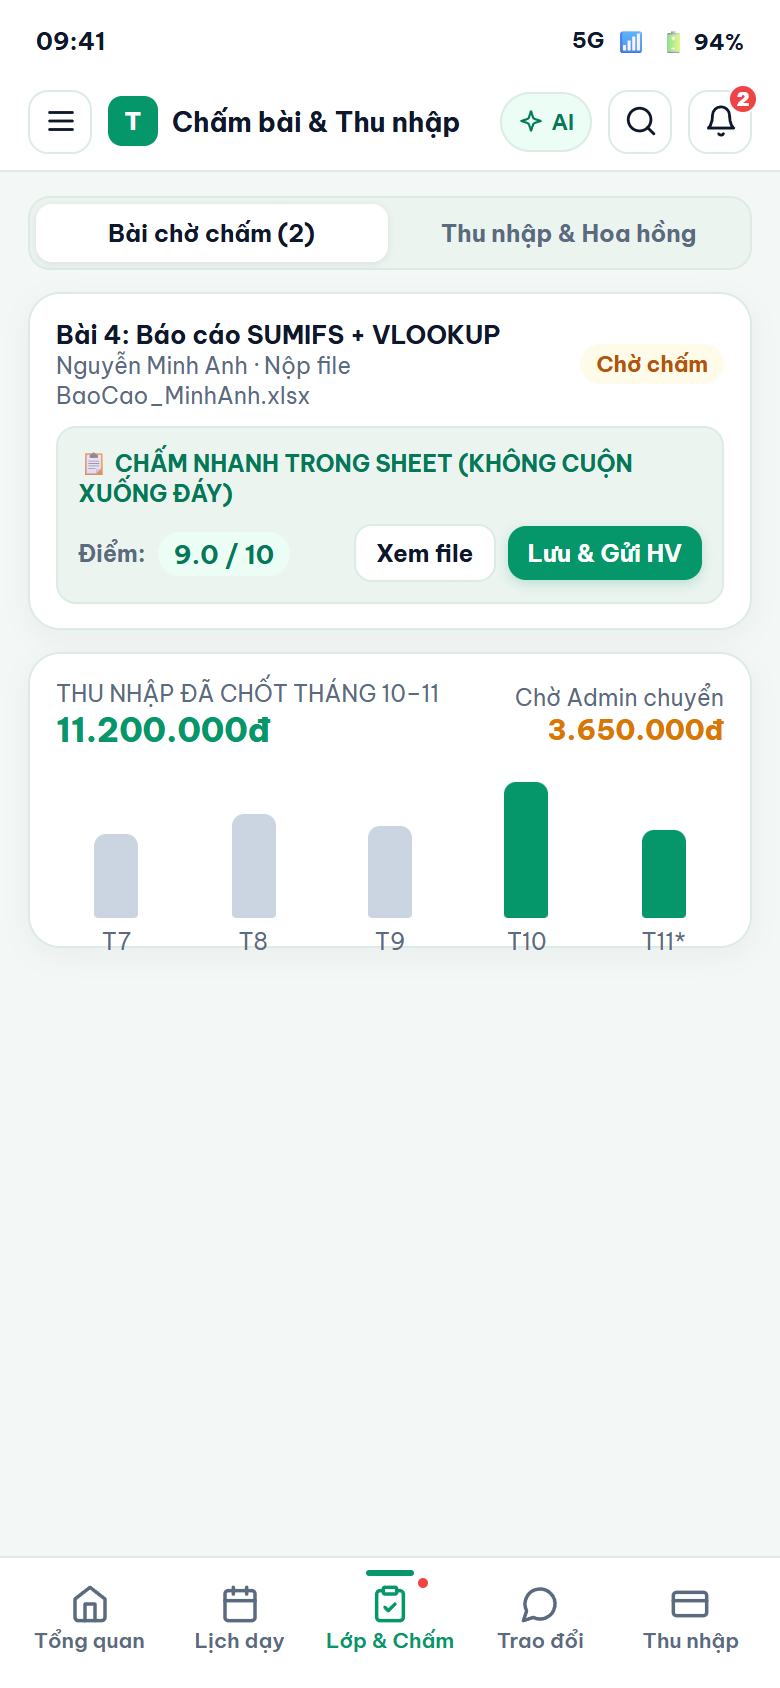 09:41
5G 94%
T Chấm bài & Thu nhập
AI
2
Bài chờ chấm (2)
Thu nhập & Hoa hồng
Bài 4: Báo cáo SUMIFS + VLOOKUP
Nguyễn Minh Anh · Nộp file
BaoCao_MinhAnh.xlsx
Chờ chấm
CHẤM NHANH TRONG SHEET (KHÔNG CUỘN
XUỐNG ĐÁY)
Điểm: 9.0 / 10
Xem file
Lưu & Gửi HV
THU NHẬP ĐÃ CHỐT THÁNG 10–11
11.200.000đ
Chờ Admin chuyển
3.650.000đ
T7 T8 T9 T10 T11*
Tổng quan
Lịch dạy
Lớp & Chấm
Trao đổi
Thu nhập